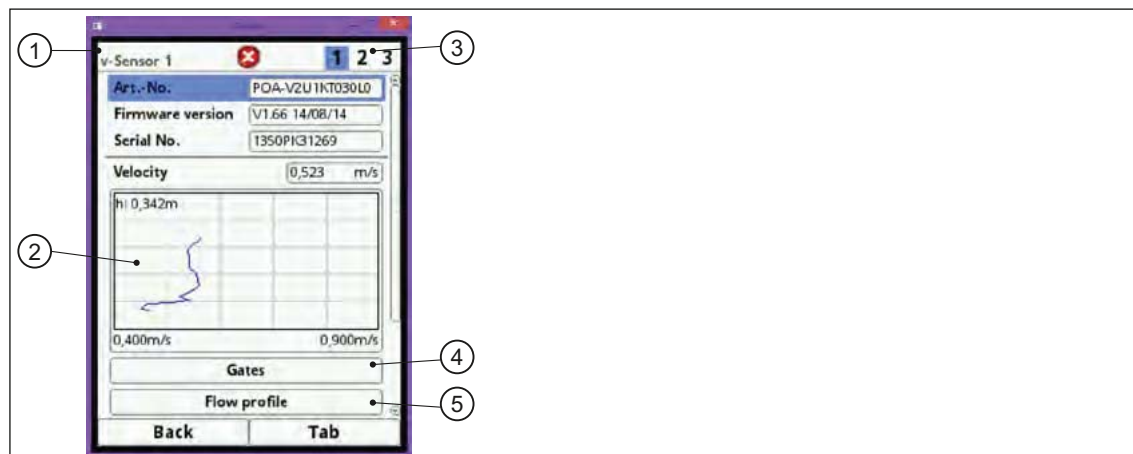 1
v-Sensor 1
1 2 3
3
Art.-No. POA-V2U1KT030L0
Firmware version V1.66 14/08/14
Serial No. 1350PK31269
Velocity 0,523 m/s
h: 0,342m
2
0,400m/s 0,900m/s
Gates
4
Flow profile
5
Back Tab